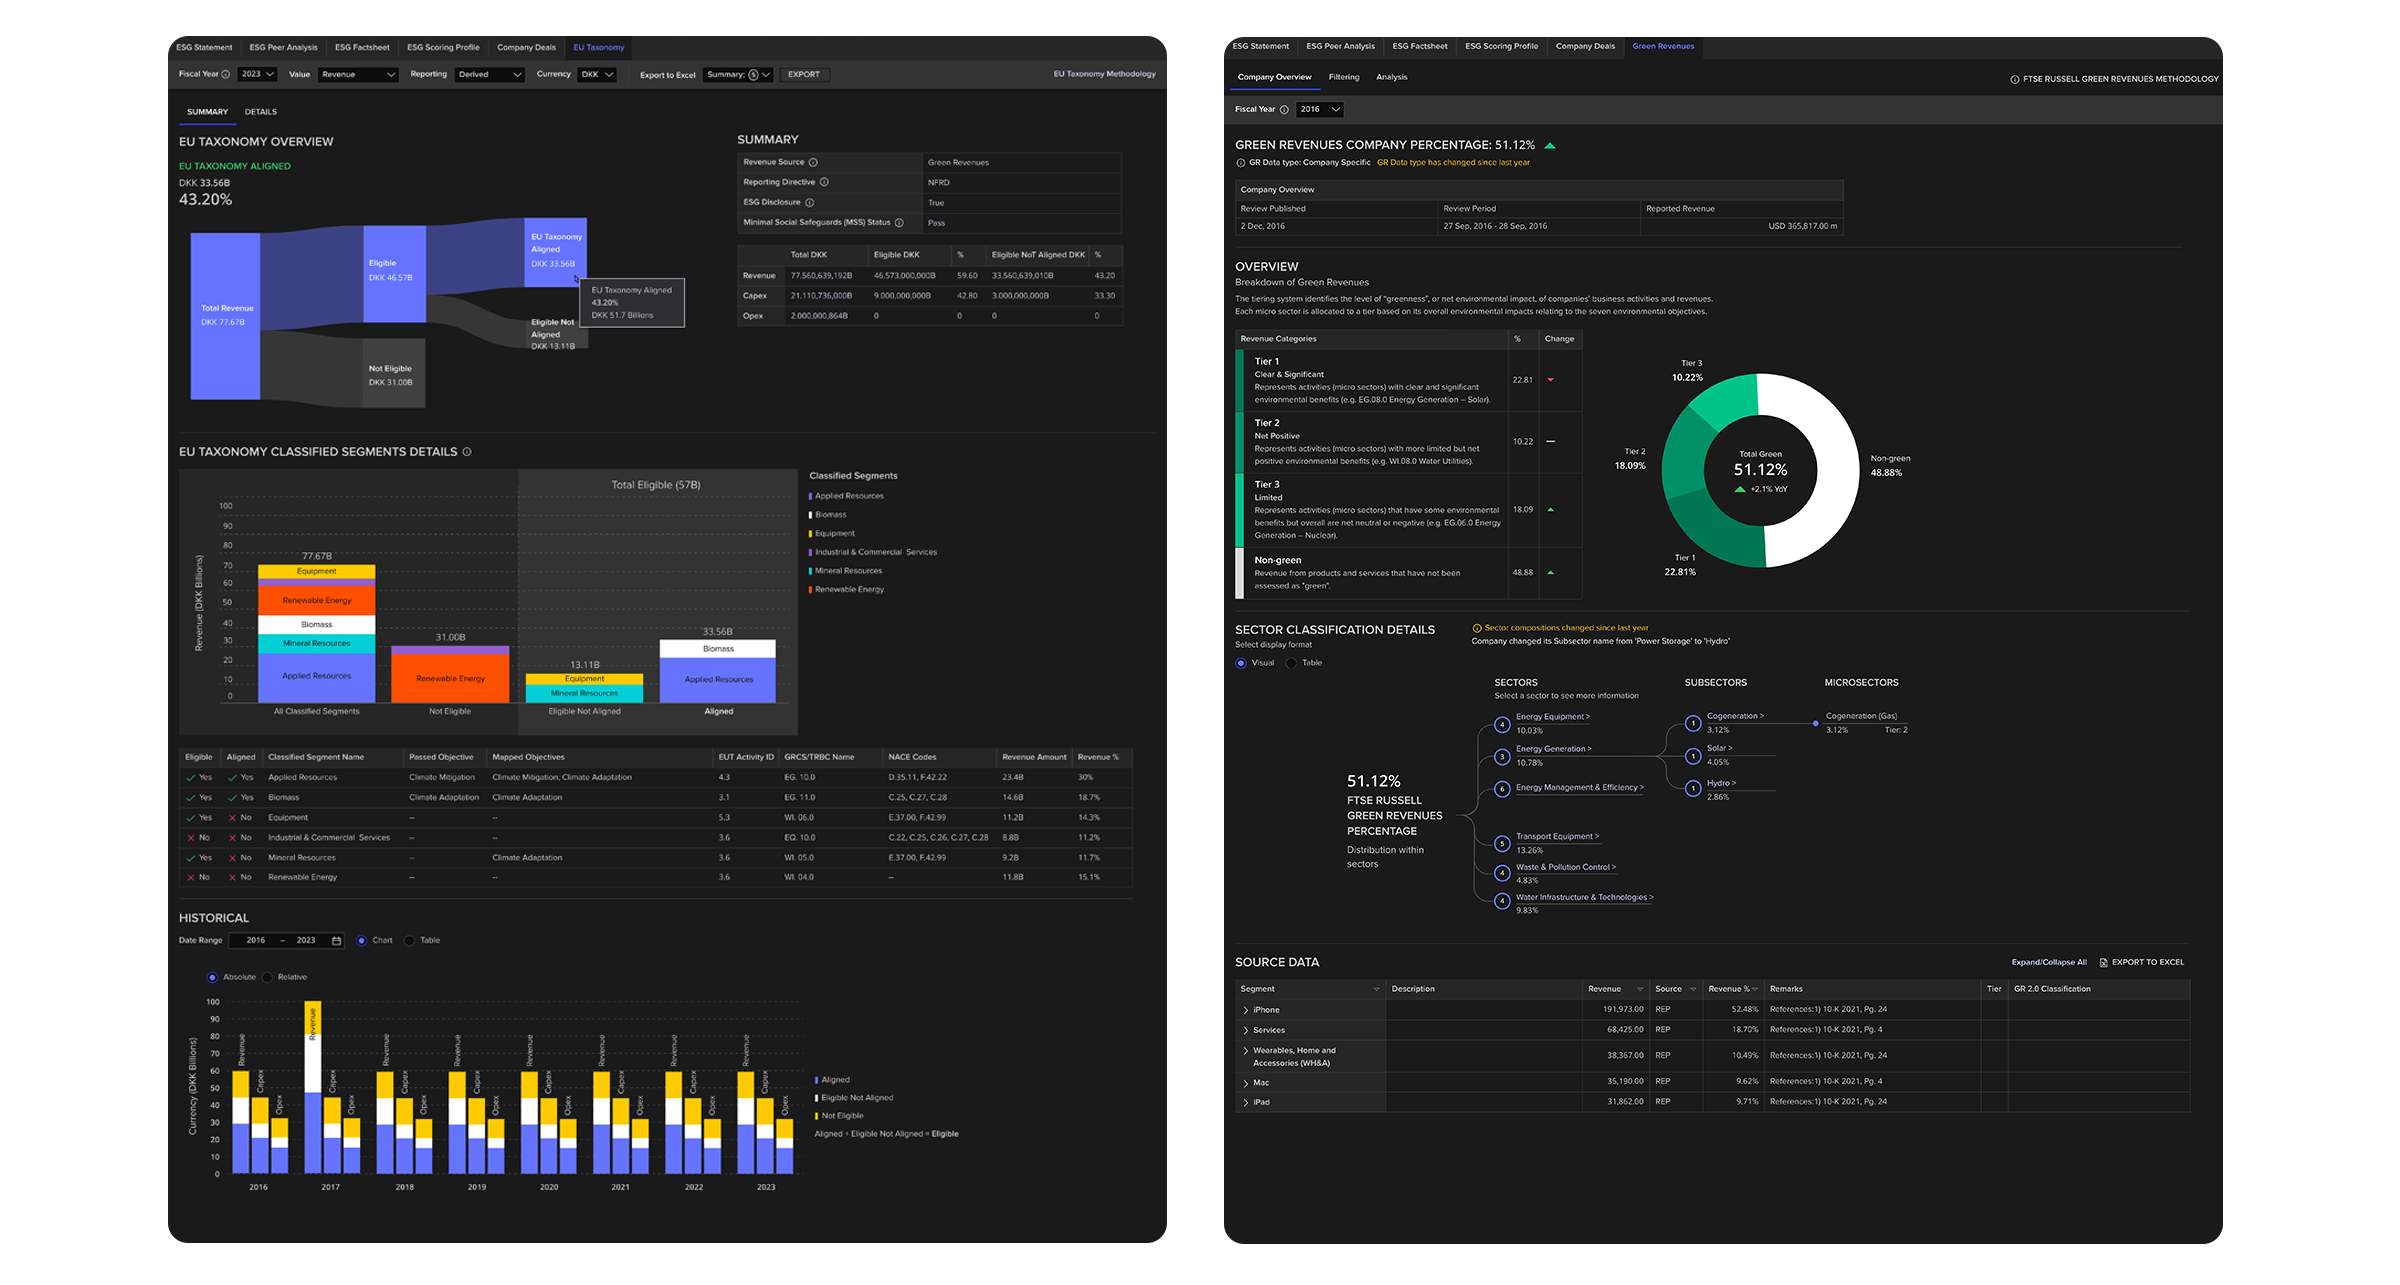 ESG Statement ESG Peer Analysis ESG Factsheet ESG Scoring Profile Company Deals EU Taxonomy
Fiscal Year 2023 Value Revenue Reporting Derived Currency DKK Export to Excel Summary: EXPORT EU Taxonomy Methodology
SUMMARY DETAILS
EU TAXONOMY OVERVIEW
EU TAXONOMY ALIGNED
DKK 33.56B
43.20%
Total Revenue
DKK 77.67B
Eligible
DKK 46.57B
Not Eligible
DKK 31.00B
EU Taxonomy
Aligned
DKK 33.56B
EU Taxonomy Aligned
43.20%
DKK 51.7 Billions
Eligible Not
Aligned
DKK 13.11B
SUMMARY
Revenue Source Green Revenues
Reporting Directive NFRD
ESG Disclosure True
Minimal Social Safeguards (MSS) Status Pass
Total DKK Eligible DKK % Eligible NoT Aligned DKK %
Revenue 77.560,639,192B 46.573,000,000B 59.60 33.560,639,010B 43.20
Capex 21.110,736,000B 9.000,000,000B 42.80 3.000,000,000B 33.30
Opex 2.000,000,864B 0 0 0 0
EU TAXONOMY CLASSIFIED SEGMENTS DETAILS
Total Eligible (57B)
Revenue (DKK Billions)
100
90
80
70
60
50
40
30
20
10
0
77.67B
Equipment
Renewable Energy
Biomass
Mineral Resources
Applied Resources
All Classified Segments
31.00B
Renewable Energy
Not Eligible
13.11B
Equipment
Mineral Resources
Eligible Not Aligned
33.56B
Biomass
Applied Resources
Aligned
Classified Segments
Applied Resources
Biomass
Equipment
Industrial & Commercial Services
Mineral Resources
Renewable Energy
Eligible Aligned Classified Segment Name Passed Objective Mapped Objectives EUT Activity ID GRCS/TRBC Name NACE Codes Revenue Amount Revenue %
Yes Yes Applied Resources Climate Mitigation Climate Mitigation, Climate Adaptation 4.3 EG. 10.0 D.35.11, F.42.22 23.4B 30%
Yes Yes Biomass Climate Adaptation Climate Adaptation 3.1 EG. 11.0 C.25, C.27, C.28 14.6B 18.7%
Yes No Equipment -- -- 5.3 WI. 06.0 E.37.00, F.42.99 11.2B 14.3%
No No Industrial & Commercial Services -- -- 3.6 EQ. 10.0 C.22, C.25, C.26, C.27, C.28 8.8B 11.2%
Yes No Mineral Resources -- Climate Adaptation 3.6 WI. 05.0 E.37.00, F.42.99 9.2B 11.7%
No No Renewable Energy -- -- 3.6 WI. 04.0 -- 11.8B 15.1%
HISTORICAL
Date Range 2016 – 2023 Chart Table
Absolute Relative
Currency (DKK Billions)
100
90
80
70
60
50
40
30
20
10
0
Revenue Capex Opex
Revenue Capex Opex
Revenue Capex Opex
Revenue Capex Opex
Revenue Capex Opex
Revenue Capex Opex
Revenue Capex Opex
Revenue Capex Opex
2016 2017 2018 2019 2020 2021 2022 2023
Aligned
Eligible Not Aligned
Not Eligible
Aligned + Eligible Not Aligned = Eligible
ESG Statement ESG Peer Analysis ESG Factsheet ESG Scoring Profile Company Deals Green Revenues
Company Overview Filtering Analysis FTSE RUSSELL GREEN REVENUES METHODOLOGY
Fiscal Year 2016
GREEN REVENUES COMPANY PERCENTAGE: 51.12%
GR Data type: Company Specific GR Data type has changed since last year
Company Overview
Review Published Review Period Reported Revenue
2 Dec, 2016 27 Sep, 2016 - 28 Sep, 2016 USD 365,817.00 m
OVERVIEW
Breakdown of Green Revenues
The tiering system identifies the level of "greenness", or net environmental impact, of companies' business activities and revenues.
Each micro sector is allocated to a tier based on its overall environmental impacts relating to the seven environmental objectives.
Revenue Categories % Change
Tier 1
Clear & Significant
Represents activities (micro sectors) with clear and significant
environmental benefits (e.g. EG.08.0 Energy Generation – Solar).
22.81
Tier 2
Net Positive
Represents activities (micro sectors) with more limited but net
positive environmental benefits (e.g. WI.08.0 Water Utilities).
10.22
Tier 3
Limited
Represents activities (micro sectors) that have some environmental
benefits but overall are net neutral or negative (e.g. EG.06.0 Energy
Generation – Nuclear).
18.09
Non-green
Revenue from products and services that have not been
assessed as "green".
48.88
Tier 3
10.22%
Tier 2
18.09%
Tier 1
22.81%
Total Green
51.12%
+2.1% YoY
Non-green
48.88%
SECTOR CLASSIFICATION DETAILS
Select display format
Visual Table
Sector compositions changed since last year
Company changed its Subsector name from 'Power Storage' to 'Hydro'
51.12%
FTSE RUSSELL
GREEN REVENUES
PERCENTAGE
Distribution within
sectors
SECTORS
Select a sector to see more information
4 Energy Equipment >
10.03%
3 Energy Generation >
10.78%
6 Energy Management & Efficiency >
5 Transport Equipment >
13.26%
4 Waste & Pollution Control >
4.83%
4 Water Infrastructure & Technologies >
9.83%
SUBSECTORS
1 Cogeneration >
3.12%
1 Solar >
4.05%
1 Hydro >
2.86%
MICROSECTORS
Cogeneration (Gas)
3.12% Tier: 2
SOURCE DATA Expand/Collapse All EXPORT TO EXCEL
Segment Description Revenue Source Revenue % Remarks Tier GR 2.0 Classification
iPhone 191,973.00 REP 52.48% References:1) 10-K 2021, Pg. 24
Services 68,425.00 REP 18.70% References:1) 10-K 2021, Pg. 4
Wearables, Home and
Accessories (WH&A) 38,367.00 REP 10.49% References:1) 10-K 2021, Pg. 24
Mac 35,190.00 REP 9.62% References:1) 10-K 2021, Pg. 4
iPad 31,862.00 REP 9.71% References:1) 10-K 2021, Pg. 24